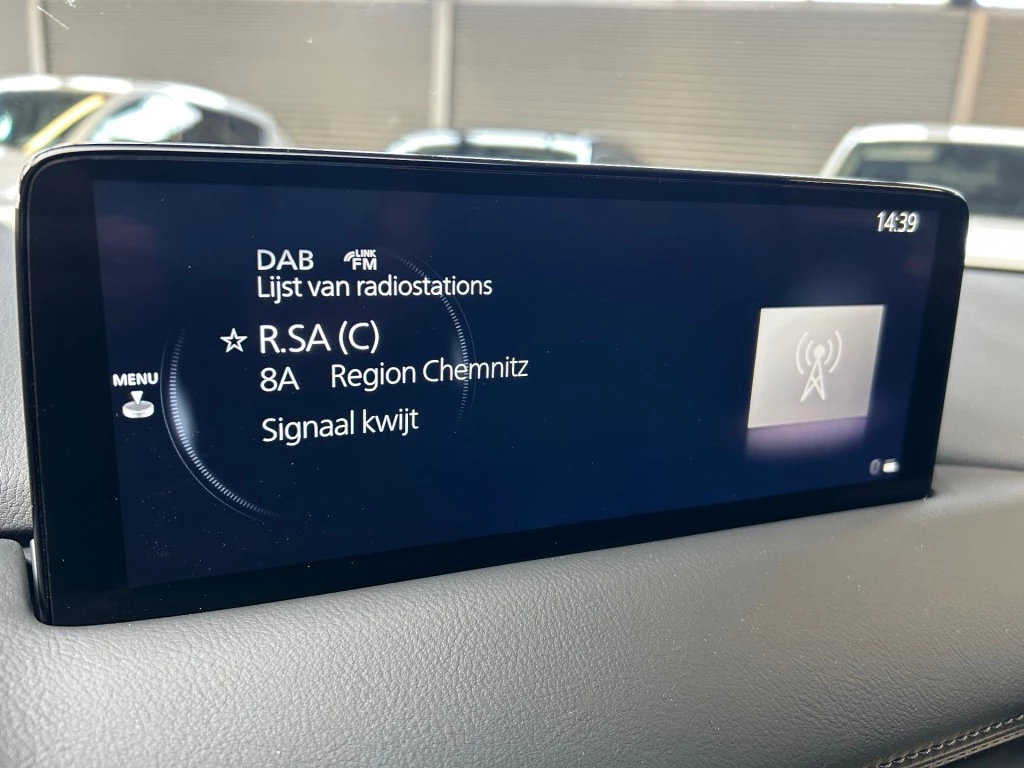 14:39
DAB LINK FM
Lijst van radiostations
R.SA (C)
8A Region Chemnitz
MENU
Signaal kwijt